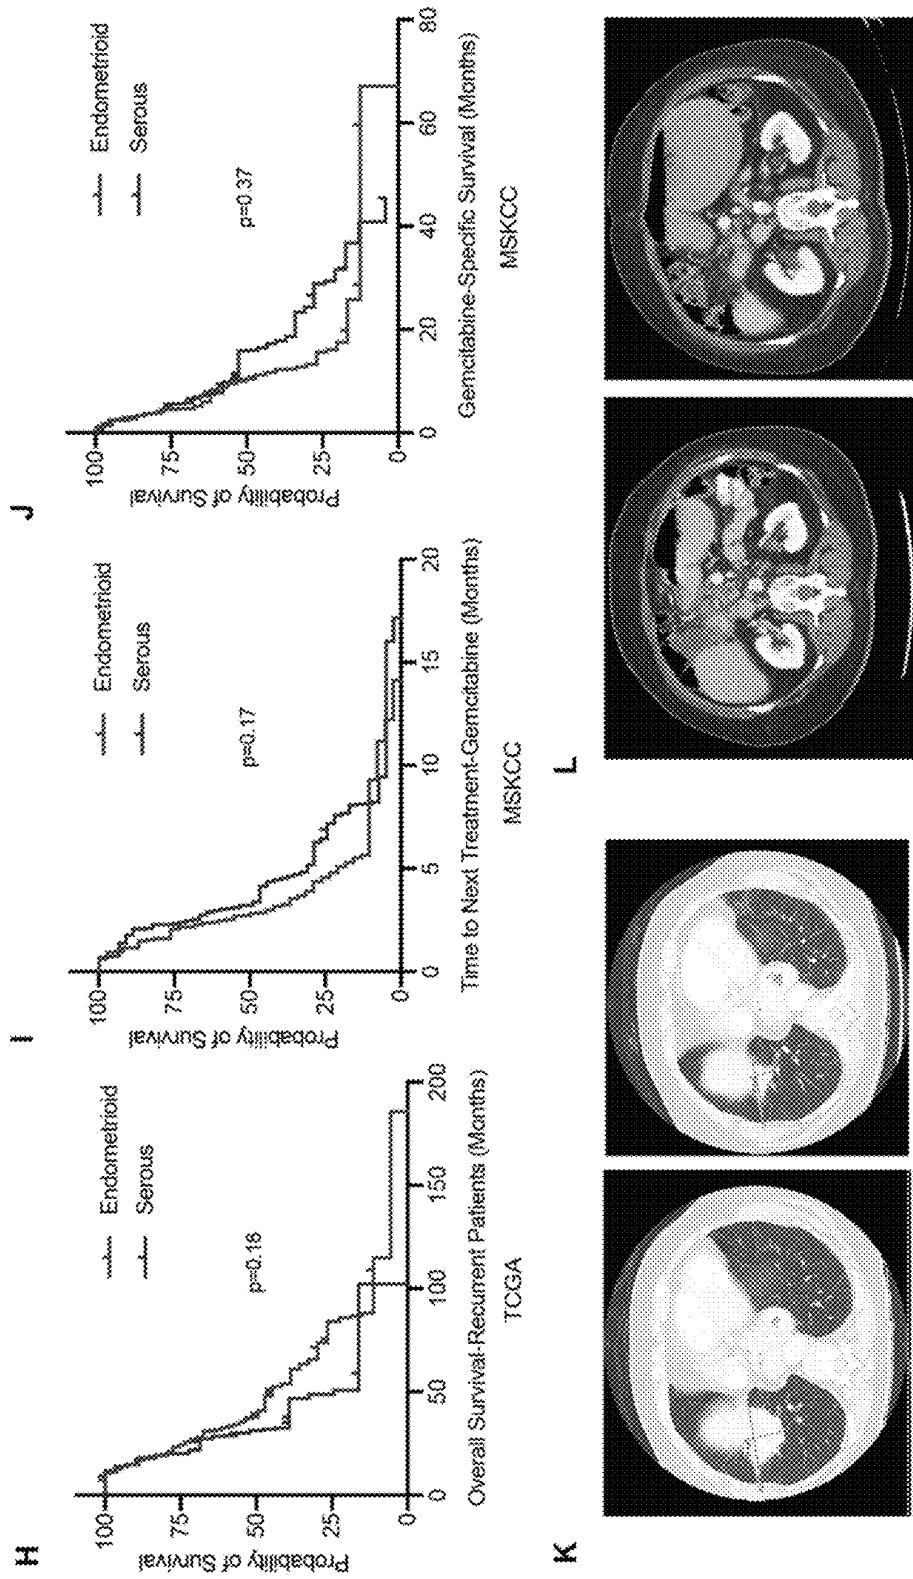 H
Probability of Survival
100
75
50
25
0
Endometrioid
Serous
p=0.16
0
50
100
150
200
Overall Survival-Recurrent Patients (Months)
TCGA
I
Probability of Survival
100
75
50
25
0
Endometrioid
Serous
p=0.17
0
5
10
15
20
Time to Next Treatment-Gemcitabine (Months)
MSKCC
J
Probability of Survival
100
75
50
25
0
Endometrioid
Serous
p=0.37
0
20
40
60
80
Gemcitabine-Specific Survival (Months)
MSKCC
K
L